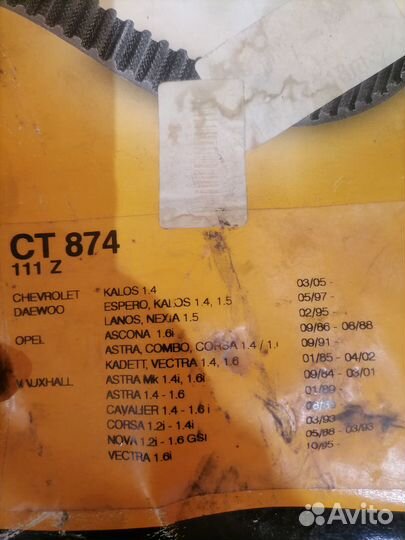 CT 874
111 Z
CHEVROLET KALOS 1.4 03/05 -
DAEWOO ESPERO, KALOS 1.4, 1.5 05/97 -
LANOS, NEXIA 1.5 02/95 -
OPEL ASCONA 1.6i 09/86 - 08/88
ASTRA, COMBO, CORSA 1.4 / 1. 09/91 -
KADETT, VECTRA 1.4, 1.6 01/85 - 04/02
VAUXHALL ASTRA Mk 1.4i, 1.6i 09/84 - 08/01
ASTRA 1.4 - 1.6 01/89 -
CAVALIER 1.4 - 1.6i
CORSA 1.2i - 1.4i 03/93
NOVA 1.2i - 1.6 GSi 05/88 - 03/93
VECTRA 1.6i 10/95 -
Avito